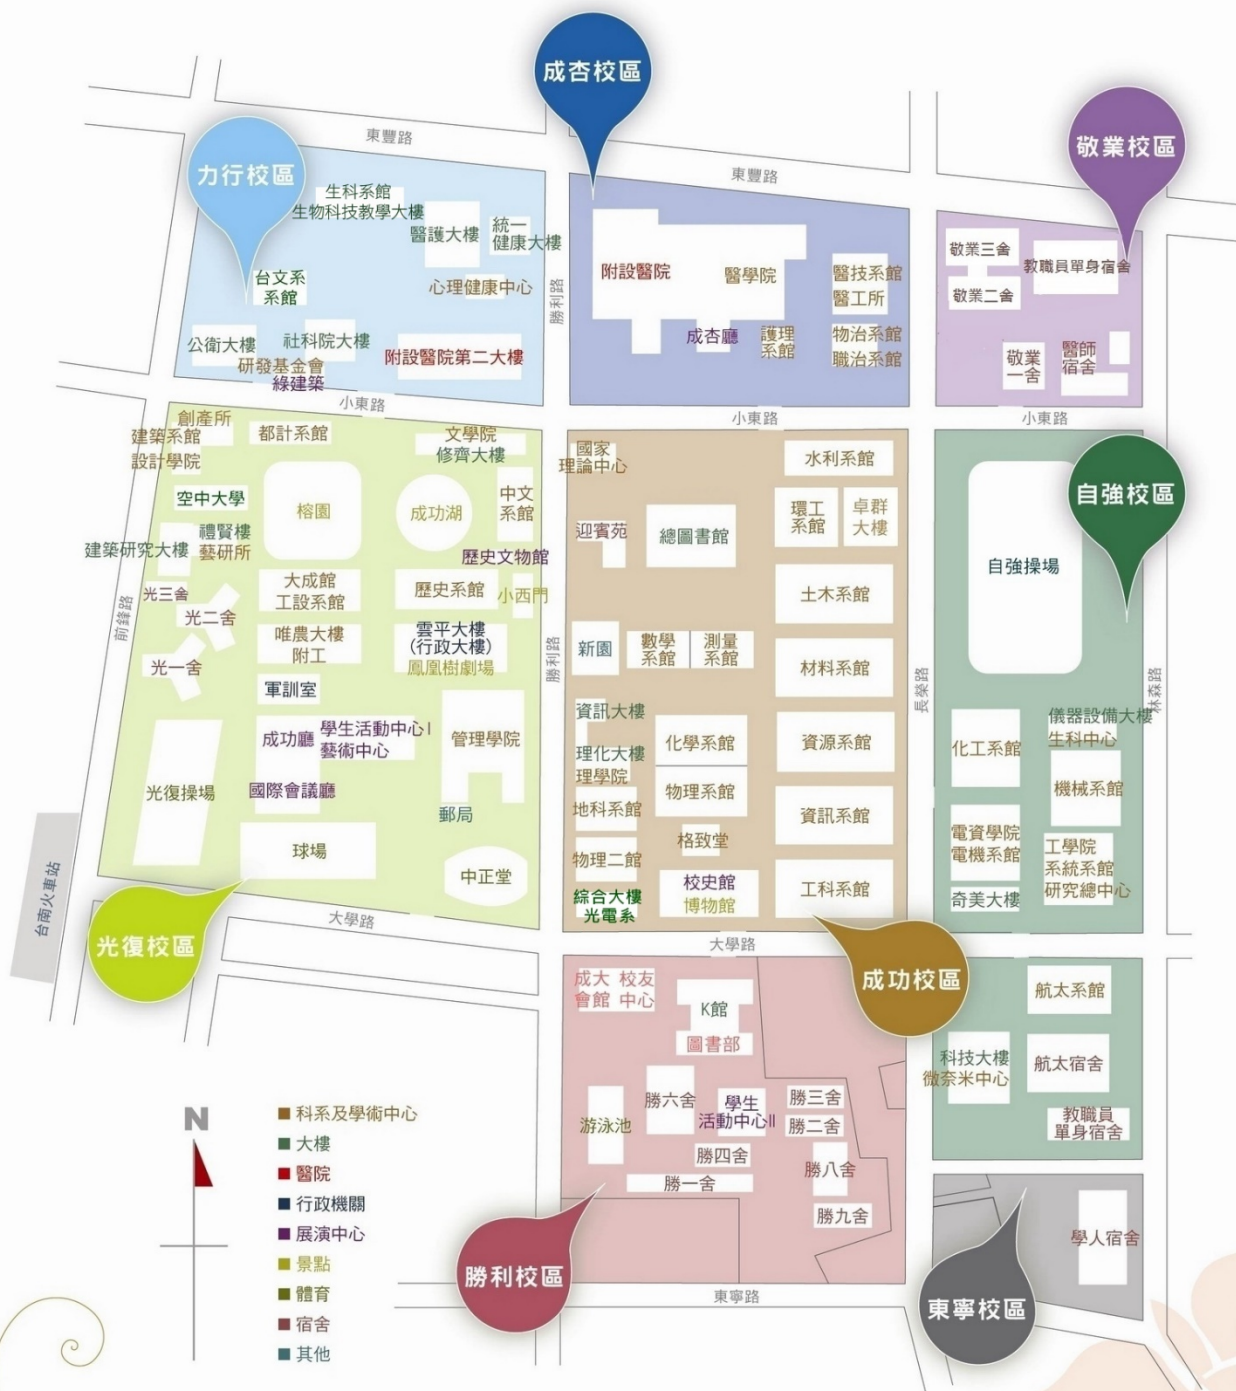 成杏校區
東豐路
力行校區
敬業校區
東豐路
生科系館
生物科技教學大樓
醫護大樓
統一
健康大樓
心理健康中心
台文系
系館
公衛大樓
社科院大樓
研發基金會
綠建築
附設醫院第二大樓
勝利路
附設醫院
醫學院
成杏廳
護理
系館
醫技系館
醫工所
物治系館
職治系館
敬業三舍
敬業二舍
教職員單身宿舍
敬業
一舍
醫師
宿舍
小東路
小東路
小東路
創產所
建築系館
設計學院
都計系館
文學院
修齊大樓
空中大學
榕園
成功湖
中文
系館
禮賢樓
建築研究大樓
藝研所
歷史文物館
光三舍
光二舍
大成館
工設系館
歷史系館
小西門
前鋒路
唯農大樓
附工
雲平大樓
(行政大樓)
鳳凰樹劇場
光一舍
軍訓室
成功廳
學生活動中心I
藝術中心
管理學院
國際會議廳
光復操場
郵局
球場
中正堂
勝利路
台南火車站
光復校區
大學路
國家
理論中心
水利系館
迎賓苑
總圖書館
環工
系館
卓群
大樓
土木系館
新園
數學
系館
測量
系館
材料系館
資訊大樓
理化大樓
理學院
化學系館
資源系館
地科系館
物理系館
資訊系館
物理二館
格致堂
綜合大樓
光電系
校史館
博物館
工科系館
長榮路
大學路
成功校區
自強校區
自強操場
林森路
儀器設備大樓
生科中心
化工系館
機械系館
電資學院
電機系館
工學院
系統系館
研究總中心
奇美大樓
航太系館
科技大樓
微奈米中心
航太宿舍
教職員
單身宿舍
成大
會館
校友
中心
K館
圖書部
游泳池
勝六舍
學生
活動中心II
勝三舍
勝二舍
勝四舍
勝八舍
勝一舍
勝九舍
勝利校區
東寧路
東寧校區
學人宿舍
N
科系及學術中心
大樓
醫院
行政機關
展演中心
景點
體育
宿舍
其他